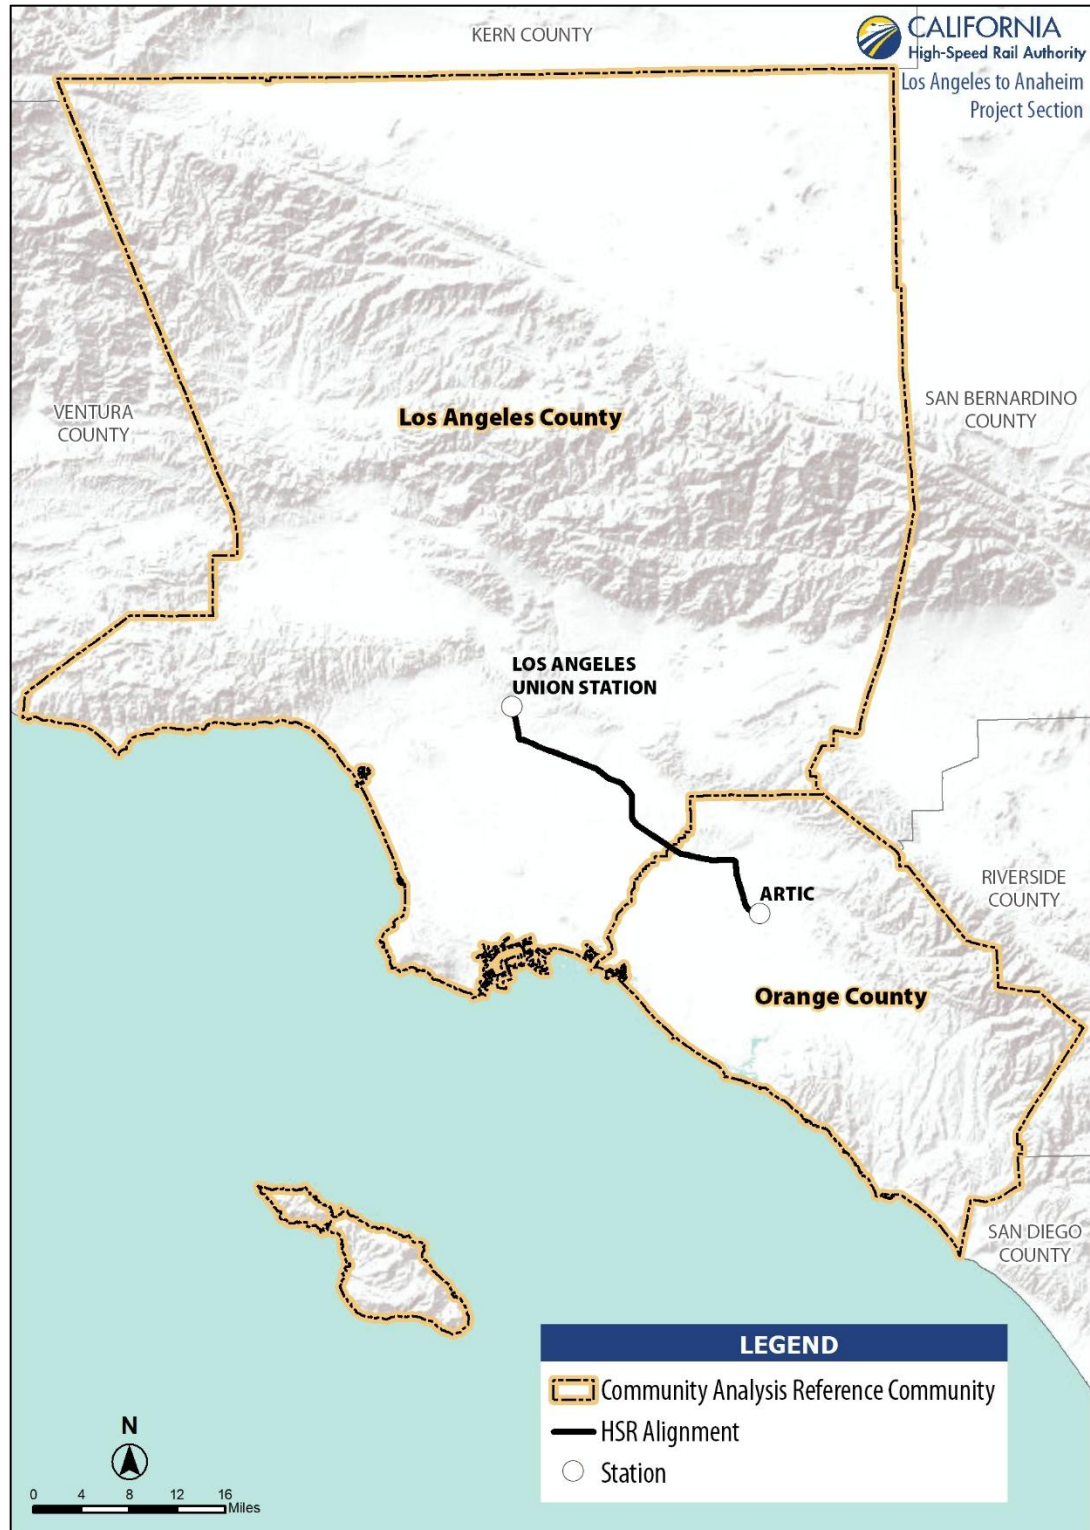 KERN COUNTY
CALIFORNIA
High-Speed Rail Authority
Los Angeles to Anaheim
Project Section
VENTURA
COUNTY
Los Angeles County
SAN BERNARDINO
COUNTY
LOS ANGELES
UNION STATION
ARTIC
RIVERSIDE
COUNTY
Orange County
SAN DIEGO
COUNTY
LEGEND
Community Analysis Reference Community
HSR Alignment
Station
N
0 4 8 12 16
Miles